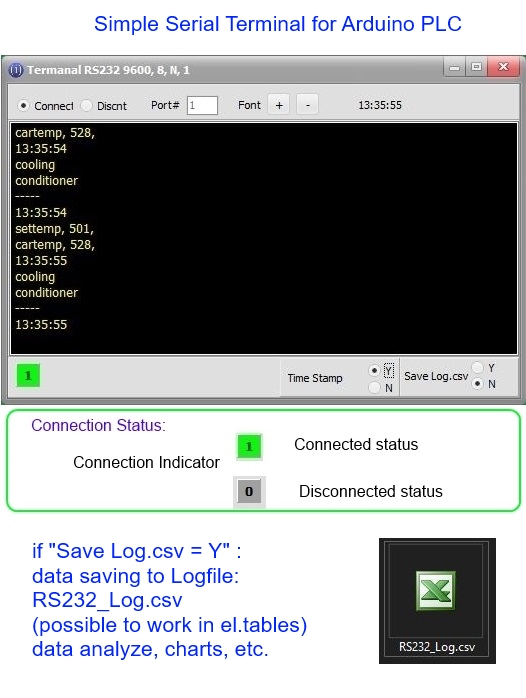 Simple Serial Terminal for Arduino PLC
Termanal RS232 9600, 8, N, 1
Connect Discnt Port# 1 Font + - 13:35:55
cartemp, 528,
13:35:54
cooling
conditioner
-----
13:35:54
settemp, 501,
cartemp, 528,
13:35:55
cooling
conditioner
-----
13:35:55
1 Time Stamp Y N Save Log.csv Y N
Connection Status:
Connection Indicator
1 Connected status
0 Disconnected status
if "Save Log.csv = Y" :
data saving to Logfile:
RS232_Log.csv
(possible to work in el.tables)
data analyze, charts, etc.
RS232_Log.csv